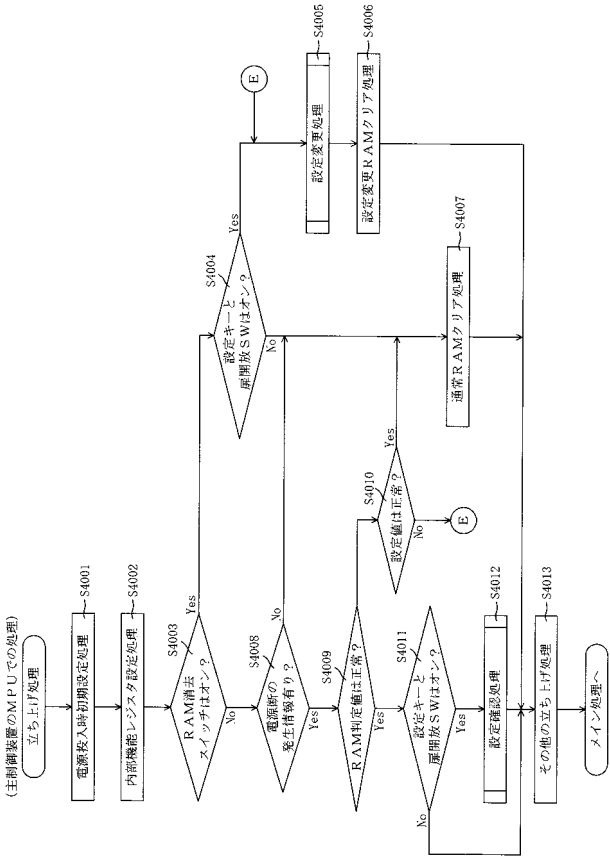 (主制御装置のMPUでの処理)
立ち上げ処理
電源投入時初期設定処理
S4001
内部機能レジスタ設定処理
S4002
RAM消去
スイッチはオン?
S4003
Yes
No
設定キーと
扉開放SWはオン?
S4004
Yes
No
E
設定変更処理
S4005
設定変更RAMクリア処理
S4006
通常RAMクリア処理
S4007
電源断の
発生情報有り?
S4008
No
Yes
RAM判定値は正常?
S4009
Yes
設定値は正常?
S4010
Yes
No
E
設定キーと
扉開放SWはオン?
S4011
No
Yes
設定確認処理
S4012
その他の立ち上げ処理
S4013
メイン処理へ